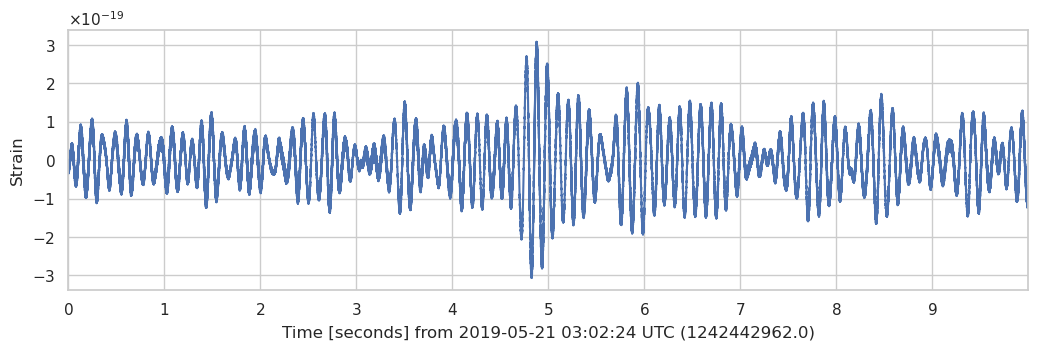 ×10⁻¹⁹
3
2
1
0
−1
−2
−3
Strain
0 1 2 3 4 5 6 7 8 9
Time [seconds] from 2019-05-21 03:02:24 UTC (1242442962.0)